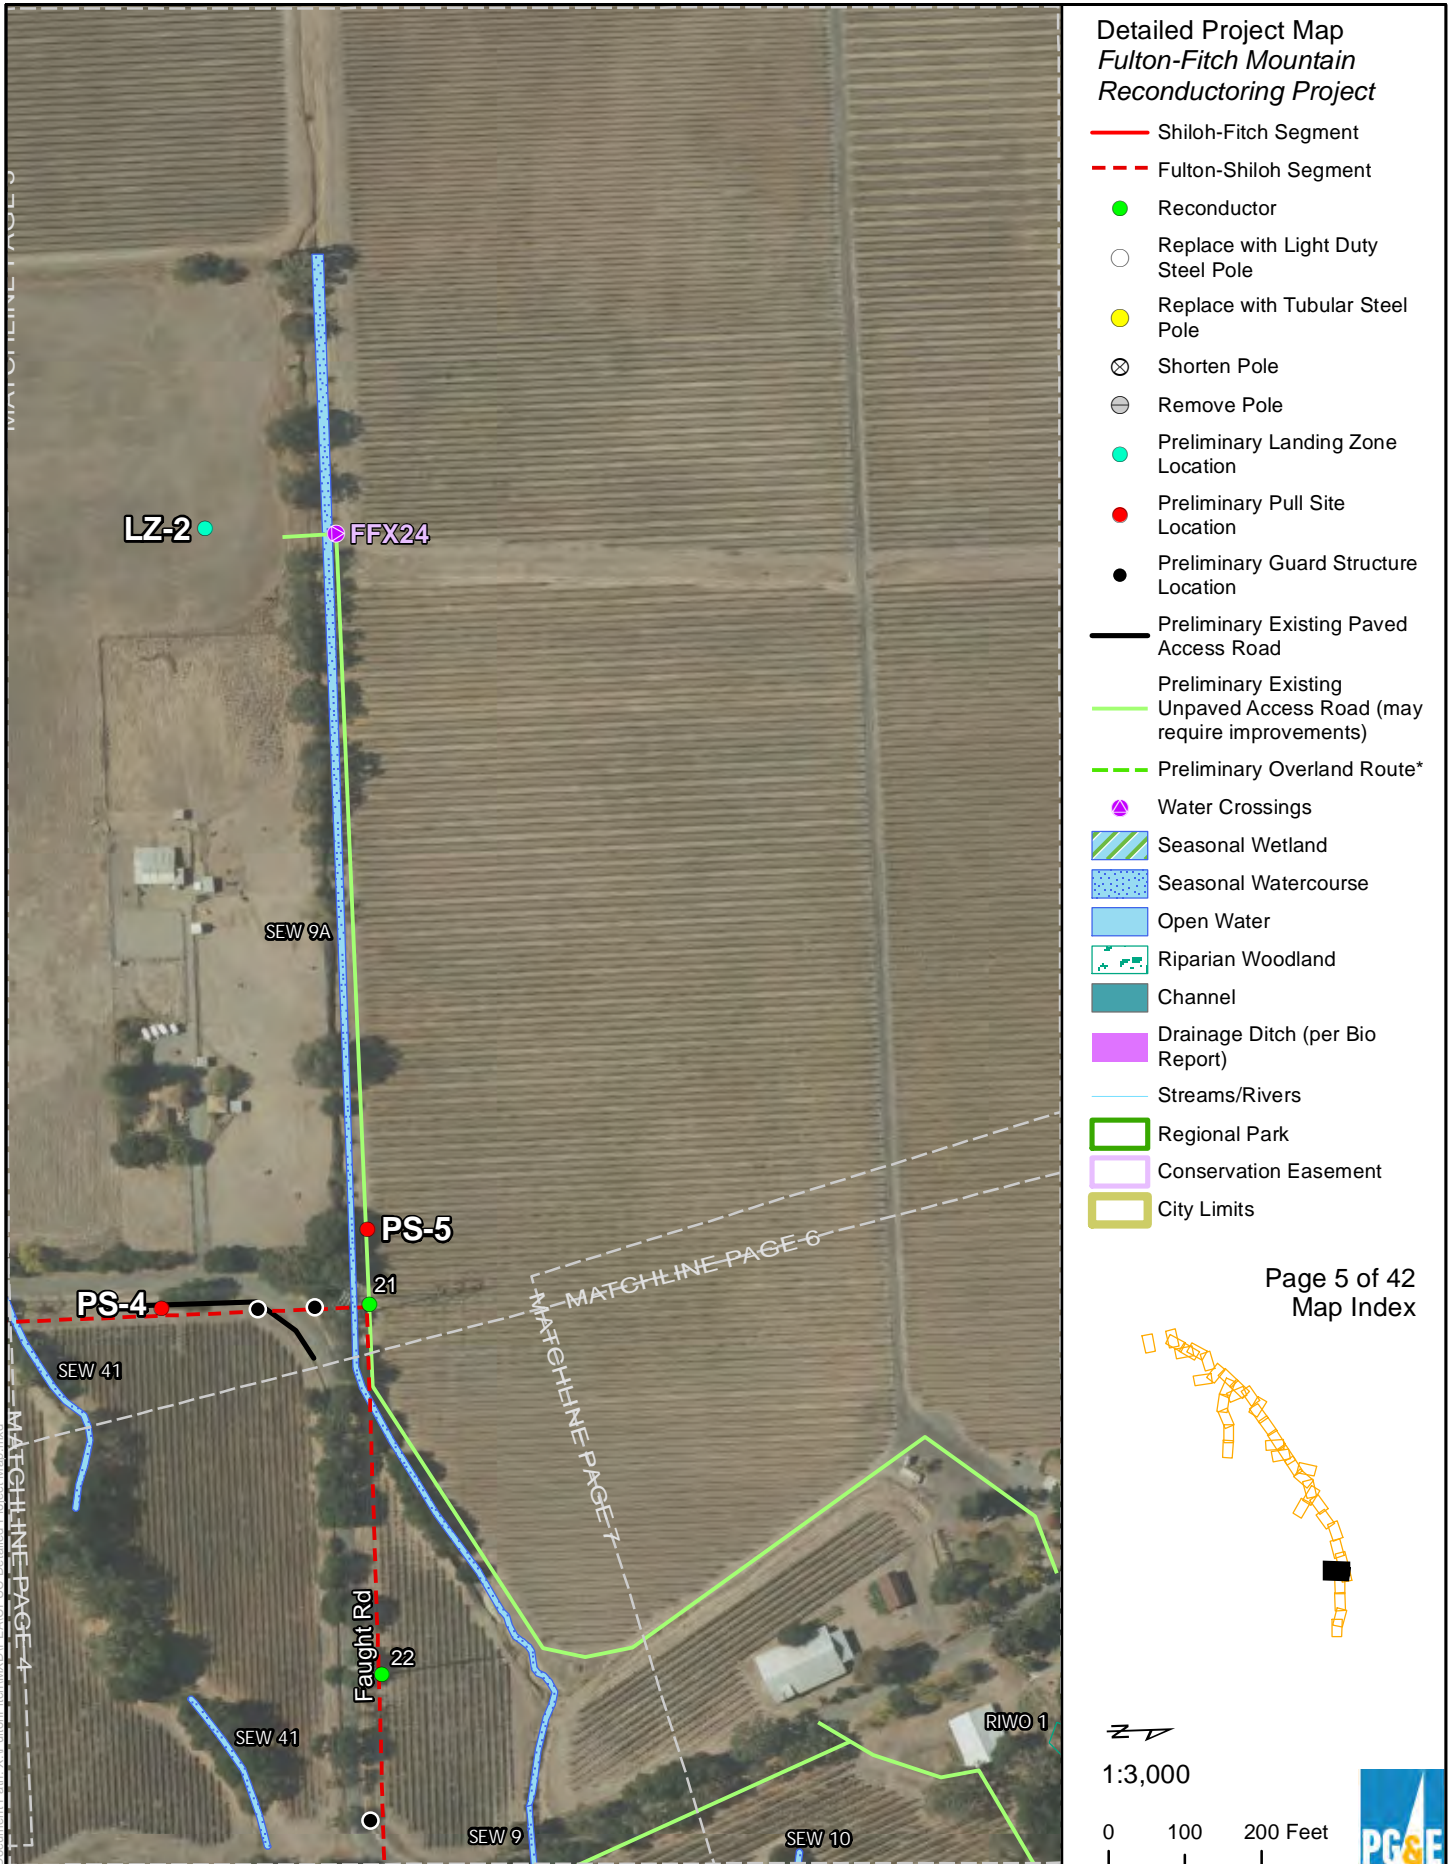 Detailed Project Map
Fulton-Fitch Mountain
Reconductoring Project
Shiloh-Fitch Segment
Fulton-Shiloh Segment
Reconductor
Replace with Light Duty
Steel Pole
Replace with Tubular Steel
Pole
Shorten Pole
Remove Pole
Preliminary Landing Zone
Location
Preliminary Pull Site
Location
Preliminary Guard Structure
Location
Preliminary Existing Paved
Access Road
Preliminary Existing
Unpaved Access Road (may
require improvements)
Preliminary Overland Route*
Water Crossings
Seasonal Wetland
Seasonal Watercourse
Open Water
Riparian Woodland
Channel
Drainage Ditch (per Bio
Report)
Streams/Rivers
Regional Park
Conservation Easement
City Limits
Page 5 of 42
Map Index
Z
1:3,000
0 100 200 Feet
PG&E
LZ-2
FFX24
SEW 9A
PS-5
21
PS-4
MATCHLINE PAGE 6
MATCHLINE PAGE 7
SEW 41
MATCHLINE PAGE 4
Faught Rd
22
SEW 41
RIWO 1
SEW 9
SEW 10